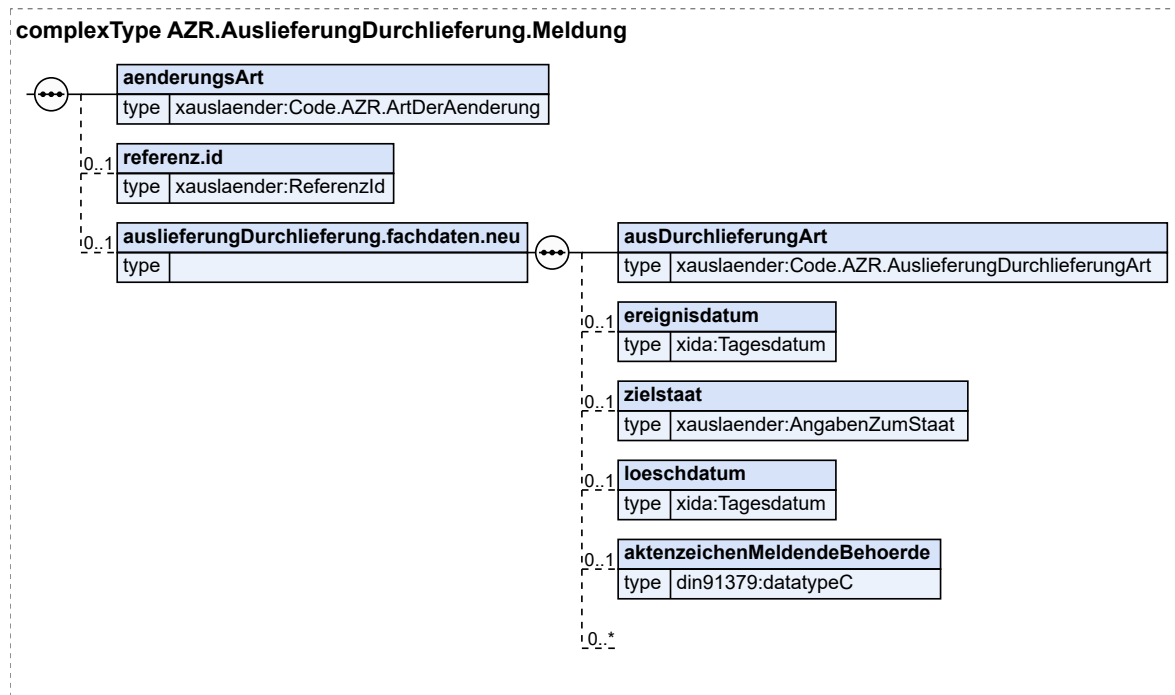 complexType AZR.AuslieferungDurchlieferung.Meldung
aenderungsArt
type xauslaender:Code.AZR.ArtDerAenderung
0..1 referenz.id
type xauslaender:ReferenzId
0..1 auslieferungDurchlieferung.fachdaten.neu
type
ausDurchlieferungArt
type xauslaender:Code.AZR.AuslieferungDurchlieferungArt
0..1 ereignisdatum
type xida:Tagesdatum
0..1 zielstaat
type xauslaender:AngabenZumStaat
0..1 loeschdatum
type xida:Tagesdatum
0..1 aktenzeichenMeldendeBehoerde
type din91379:datatypeC
0..*